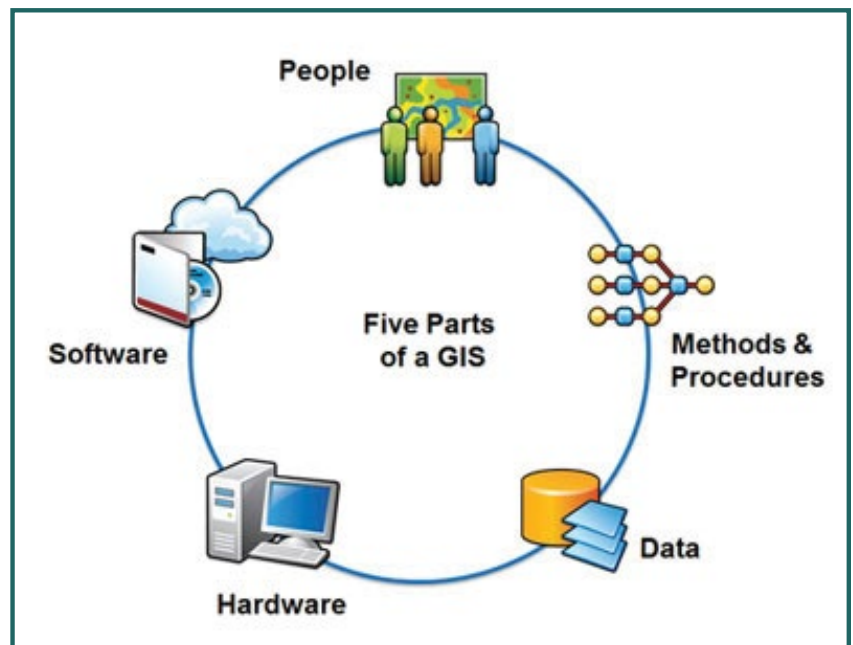 People
Software
Five Parts
of a GIS
Methods &
Procedures
Data
Hardware